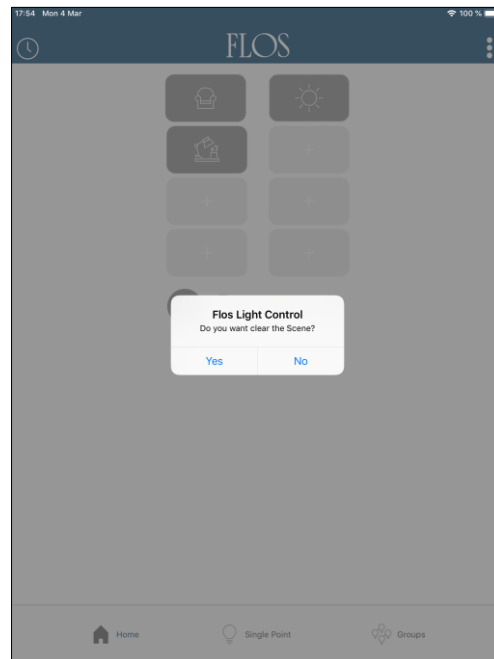 17:54 Mon 4 Mar 100 %
FLOS
Flos Light Control
Do you want clear the Scene?
Yes No
Home Single Point Groups